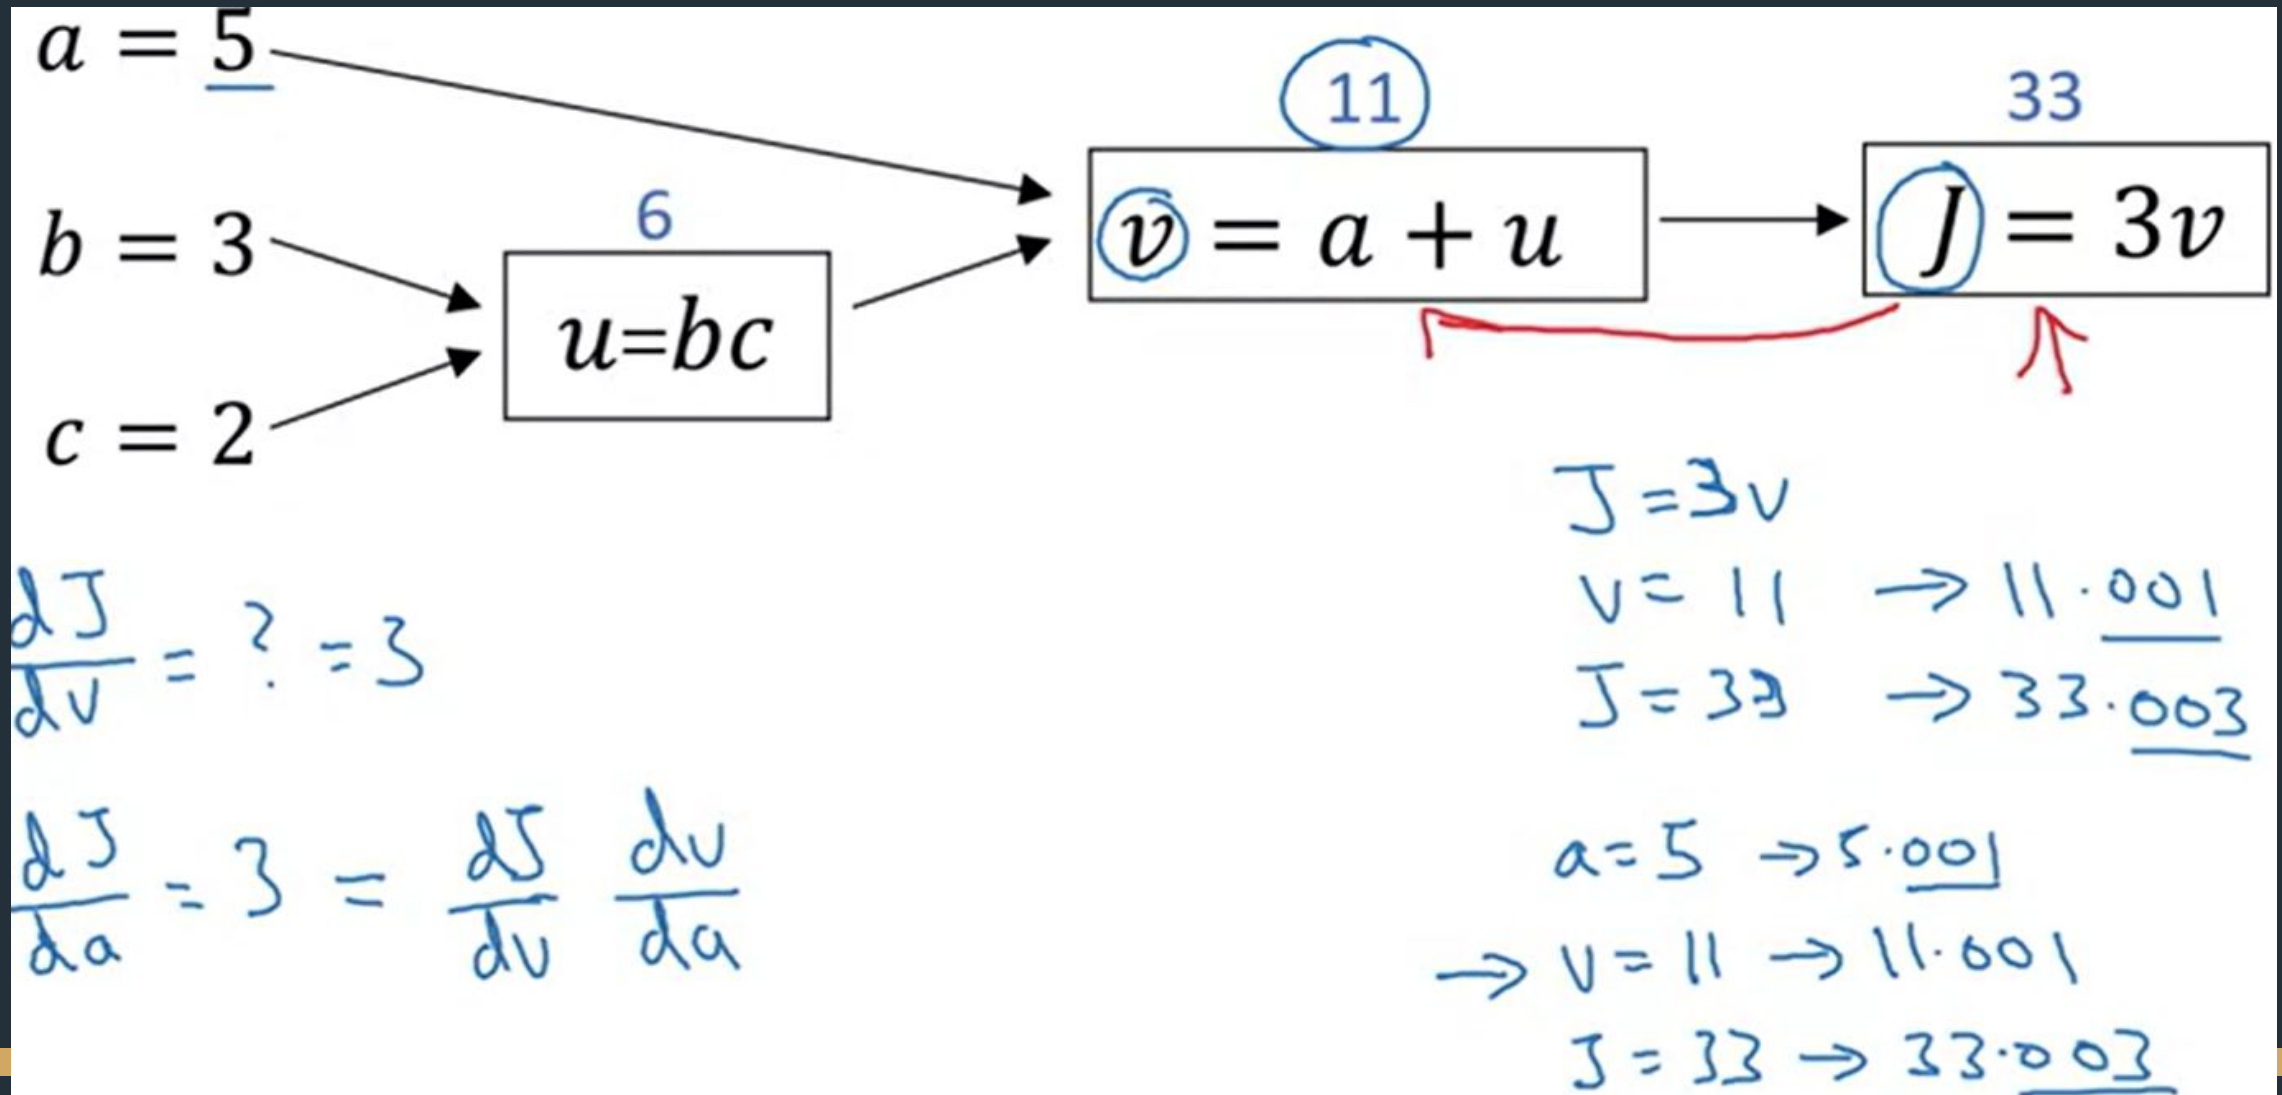 a = 5
11
33
b = 3
6
v = a + u
J = 3v
u=bc
c = 2
J = 3v
v = 11 → 11.001
J = 33 → 33.003
dJ/dv = ? = 3
a = 5 → 5.001
→ v = 11 → 11.001
J = 33 → 33.003
dJ/da = 3 = dJ/dv dv/da